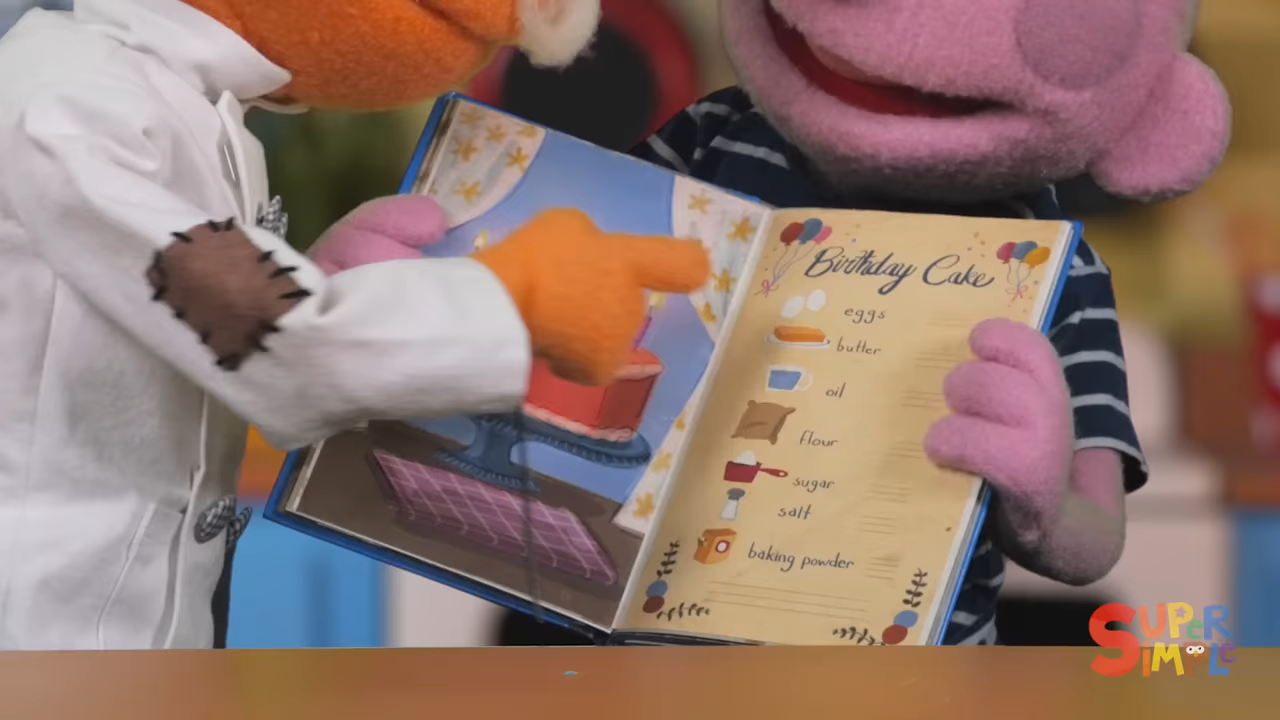 Birthday Cake
eggs
butter
oil
flour
sugar
salt
baking powder
SUPER
SIMPLE